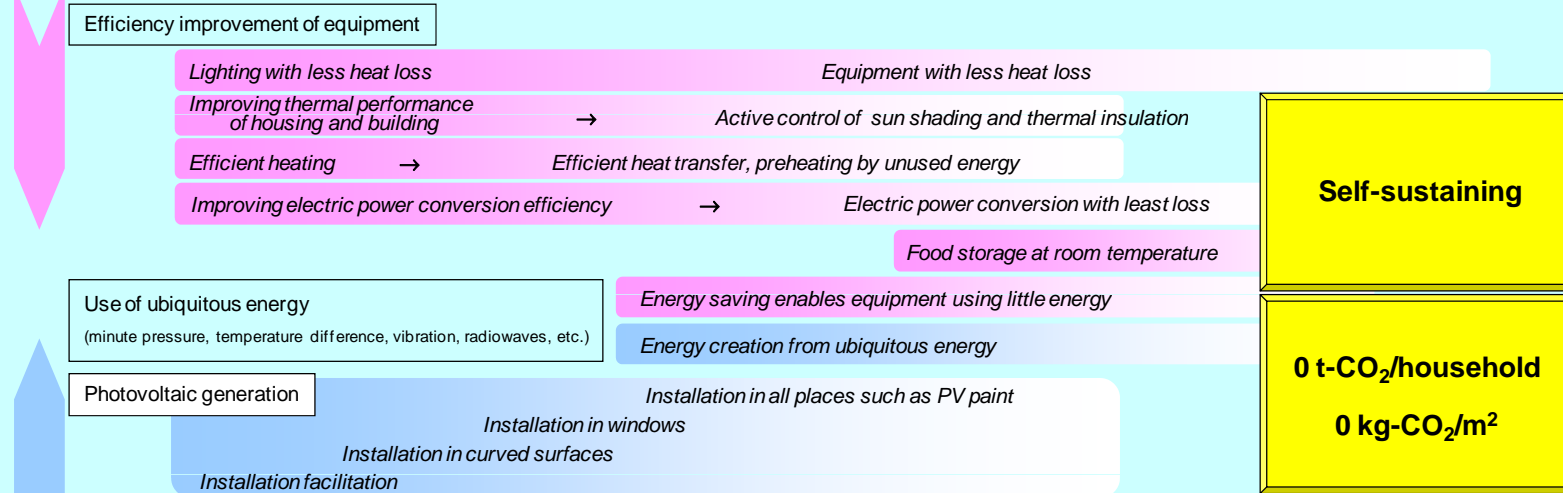 Efficiency improvement of equipment
Lighting with less heat loss Equipment with less heat loss
Improving thermal performance
of housing and building → Active control of sun shading and thermal insulation
Efficient heating → Efficient heat transfer, preheating by unused energy
Improving electric power conversion efficiency → Electric power conversion with least loss
Self-sustaining
Food storage at room temperature
Use of ubiquitous energy
(minute pressure, temperature difference, vibration, radiowaves, etc.)
Energy saving enables equipment using little energy
Energy creation from ubiquitous energy
0 t-CO₂/household
0 kg-CO₂/m²
Photovoltaic generation
Installation in all places such as PV paint
Installation in windows
Installation in curved surfaces
Installation facilitation